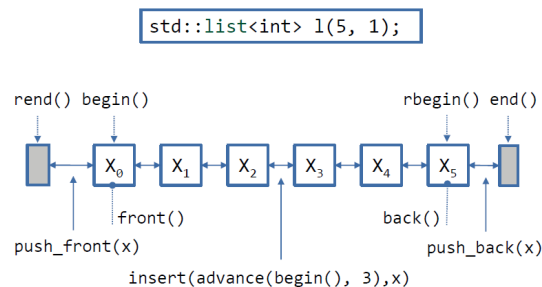 std::list<int> l(5, 1);
rend() begin() rbegin() end()
X0 X1 X2 X3 X4 X5
front() back()
push_front(x) push_back(x)
insert(advance(begin(), 3),x)